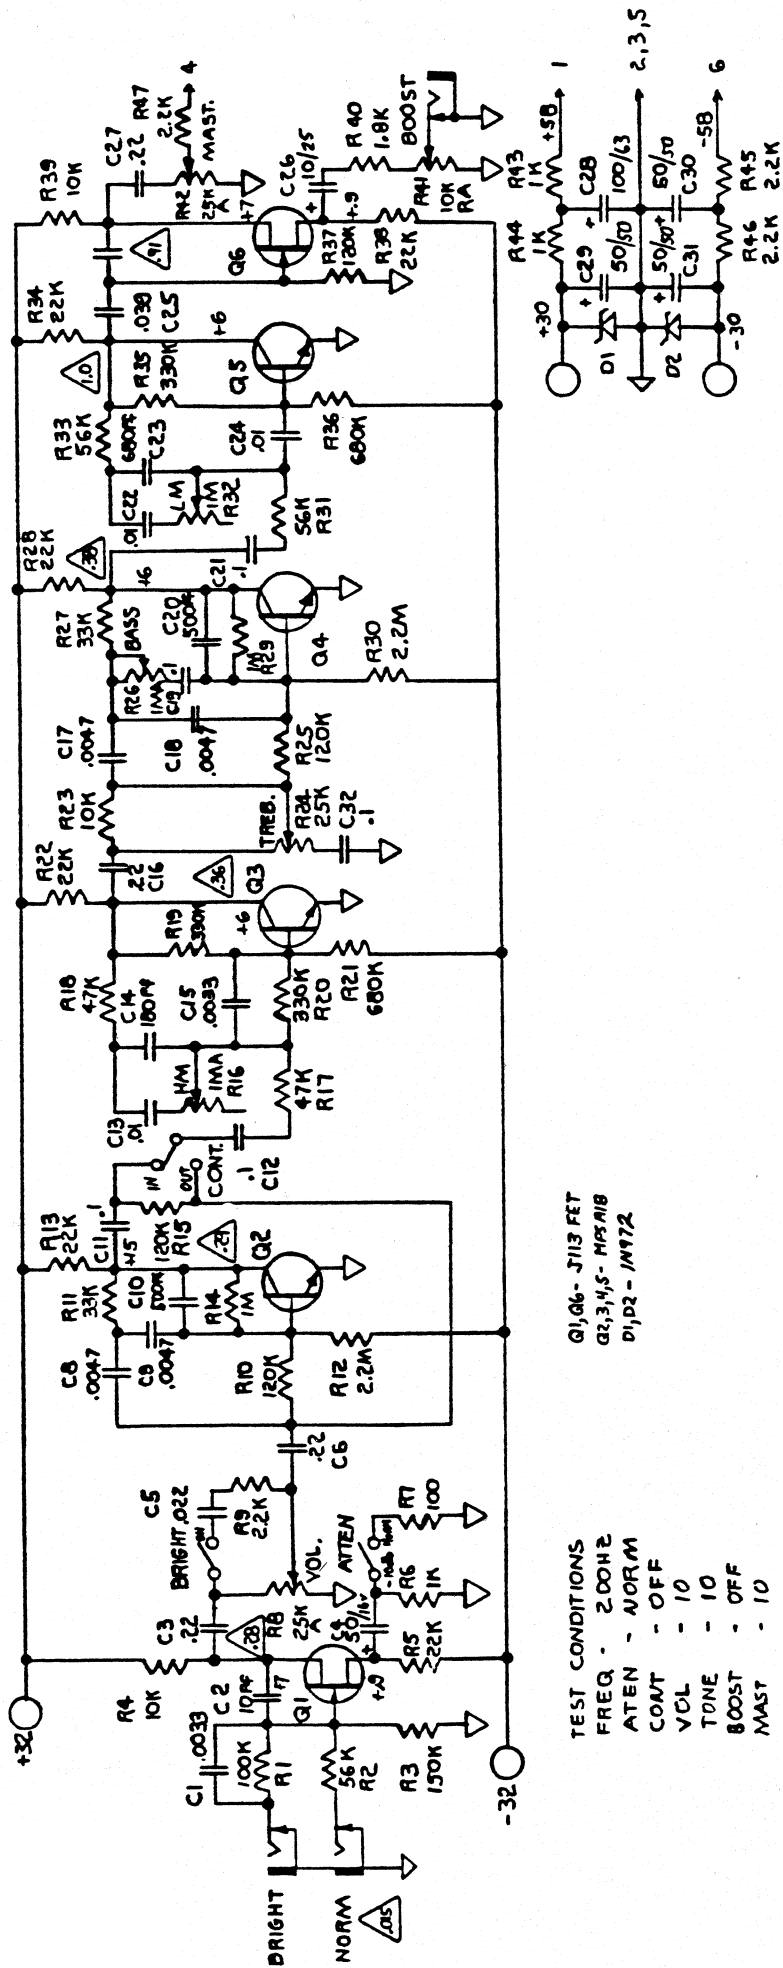 +32
R4
10K
R13
22K
R22
22K
R28
22K
R34
22K
R39
10K
C27
.22
R47
2.2K
4
R42
25K
A
MAST.
C3
.22
BRIGHT
C5
.022
R9
2.2K
.28
R8
25K
A
VOL.
C2
10Pf
+7
Q1
+.9
C4
50/16V
ATTEN
-10db NORM
R5
22K
R6
1K
R7
100
C1
.0033
100K
R1
56K
R2
R3
150K
BRIGHT
NORM
.015
C6
.22
C8
.0047
C9
.0047
R11
33K
C10
500Pf
R14
1M
R10
120K
R12
2.2M
.29
Q2
+15
C11
.1
R15
120K
IN
OUT
CONT.
.1
C12
C13
.01
HM
1MA
R16
47K
R17
R18
47K
C14
180Pf
C15
.0033
R19
330K
330K
R20
R21
680K
+6
Q3
.36
.22
C16
R23
10K
TREB.
R24
25K
C32
.1
C17
.0047
C18
.0047
R25
120K
R26
1MA
C19
.1
BASS
R27
33K
C20
500Pf
1M
R29
Q4
R30
2.2M
+6
.38
C21
.1
56K
R31
C22
.01
LM
1M
R32
R33
56K
680Pf
C23
C24
.01
R35
330K
R36
680K
1.0
Q5
+6
.039
C25
.91
Q6
+7
+.9
R37
120K
R38
22K
C26
10/25
R40
1.8K
R41
10K
RA
BOOST
-32
+30
R44
1K
R43
1K
+58
1
D1
C29
50/50
C28
100/63
2,3,5
D2
50/50
C31
50/50
C30
-30
R46
2.2K
R45
2.2K
-58
6
Q1,Q6- J113 FET
Q2,3,4,5- MPSA18
D1,D2 - 1N972
TEST CONDITIONS
FREQ - 200HZ
ATEN - NORM
CONT - OFF
VOL - 10
TONE - 10
BOOST - OFF
MAST - 10